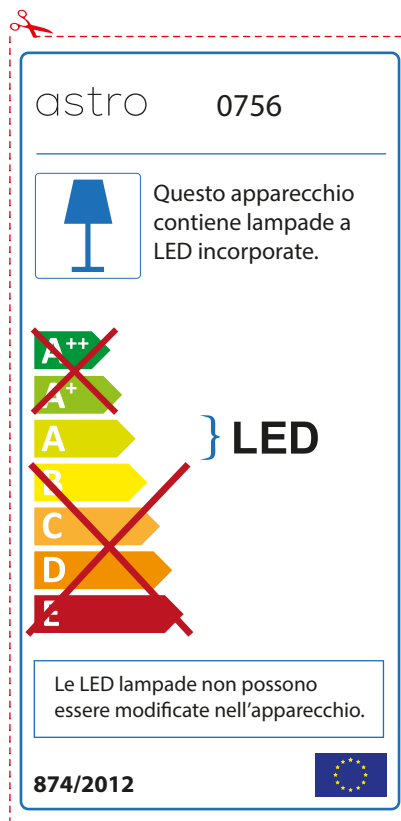 astro 0756
Questo apparecchio
contiene lampade a
LED incorporate.
A++
A+
A
} LED
B
C
D
E
Le LED lampade non possono
essere modificate nell'apparecchio.
874/2012